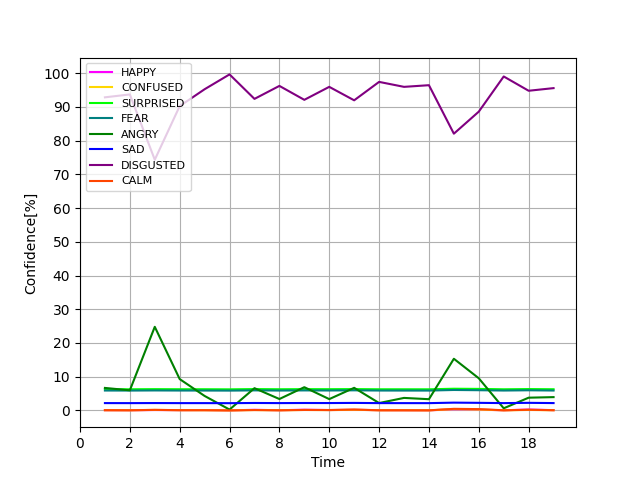 100
90
80
70
60
50
40
30
20
10
0
Confidence[%]
HAPPY
CONFUSED
SURPRISED
FEAR
ANGRY
SAD
DISGUSTED
CALM
0 2 4 6 8 10 12 14 16 18
Time